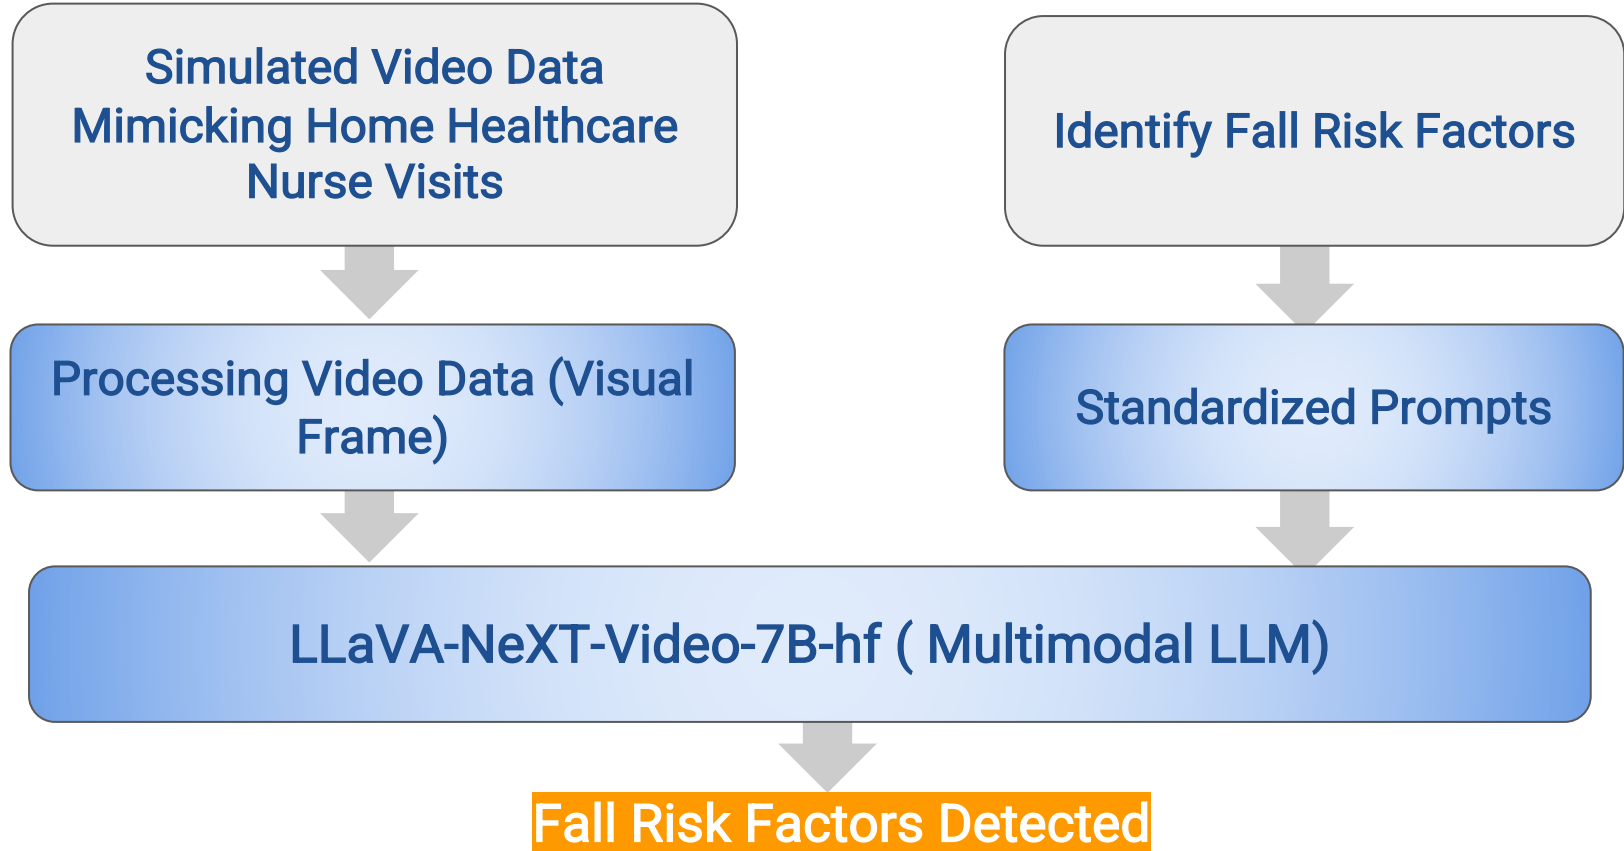 Simulated Video Data
Mimicking Home Healthcare
Nurse Visits
Identify Fall Risk Factors
Processing Video Data (Visual
Frame)
Standardized Prompts
LLaVA-NeXT-Video-7B-hf ( Multimodal LLM)
Fall Risk Factors Detected